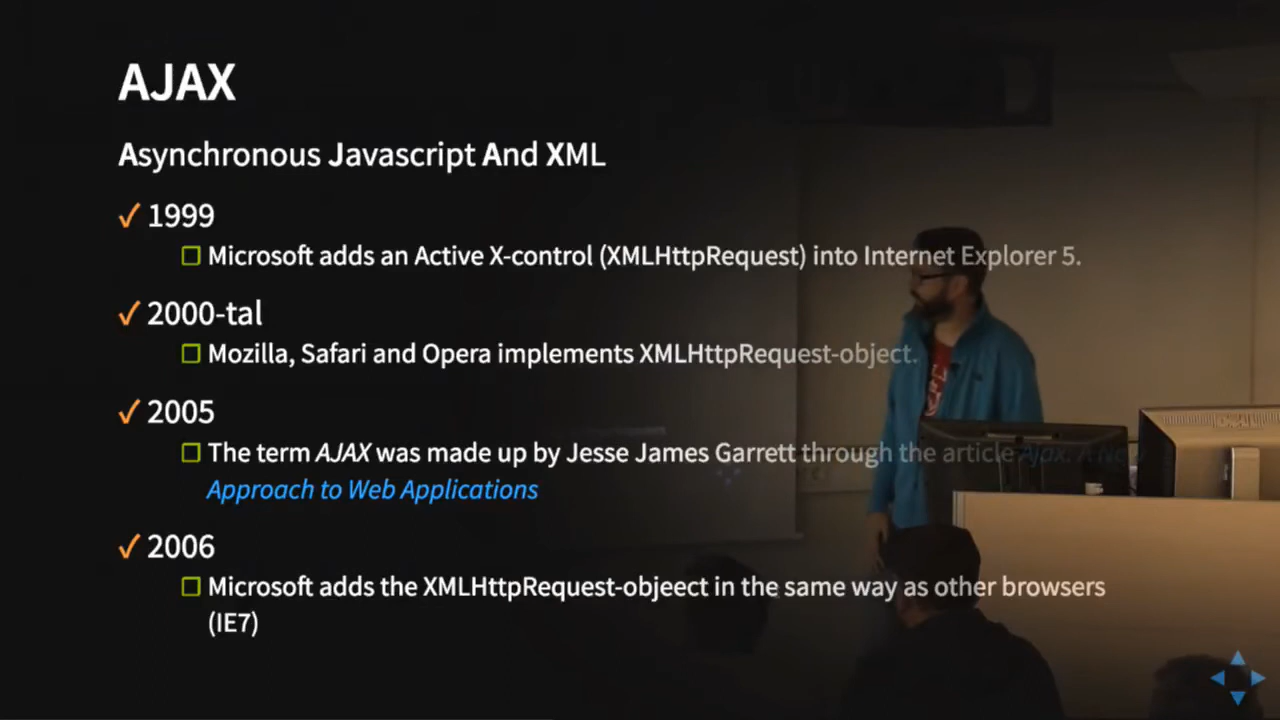 AJAX
Asynchronous Javascript And XML
✓ 1999
☐ Microsoft adds an Active X-control (XMLHttpRequest) into Internet Explorer 5.
✓ 2000-tal
☐ Mozilla, Safari and Opera implements XMLHttpRequest-object.
✓ 2005
☐ The term AJAX was made up by Jesse James Garrett through the article Ajax: A New
Approach to Web Applications
✓ 2006
☐ Microsoft adds the XMLHttpRequest-objeect in the same way as other browsers
(IE7)